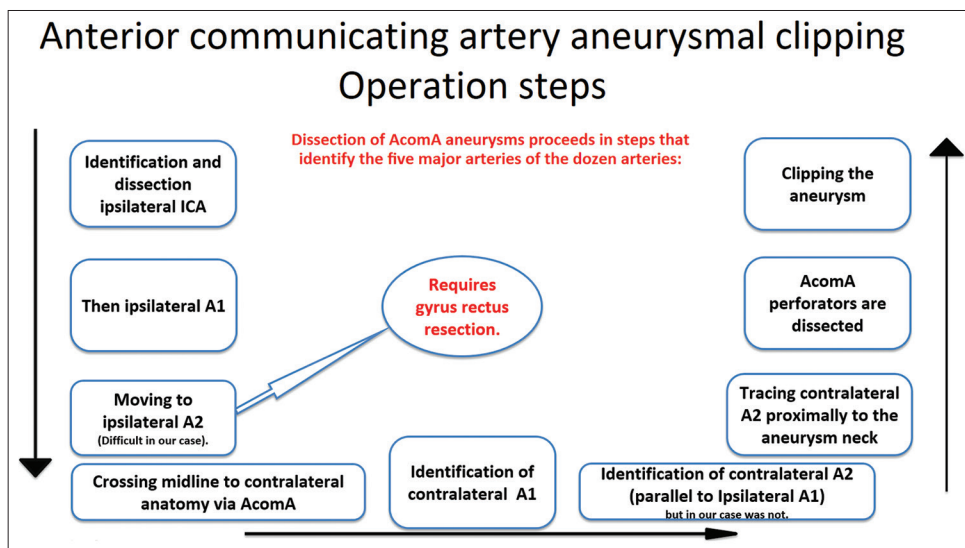 Anterior communicating artery aneurysmal clipping
Operation steps
Dissection of AcomA aneurysms proceeds in steps that
identify the five major arteries of the dozen arteries:
Identification and
dissection
ipsilateral ICA
Then ipsilateral A1
Moving to
ipsilateral A2
(Difficult in our case).
Requires
gyrus rectus
resection.
Crossing midline to contralateral
anatomy via AcomA
Identification of
contralateral A1
Identification of contralateral A2
(parallel to Ipsilateral A1)
but in our case was not.
Tracing contralateral
A2 proximally to the
aneurysm neck
AcomA
perforators are
dissected
Clipping the
aneurysm